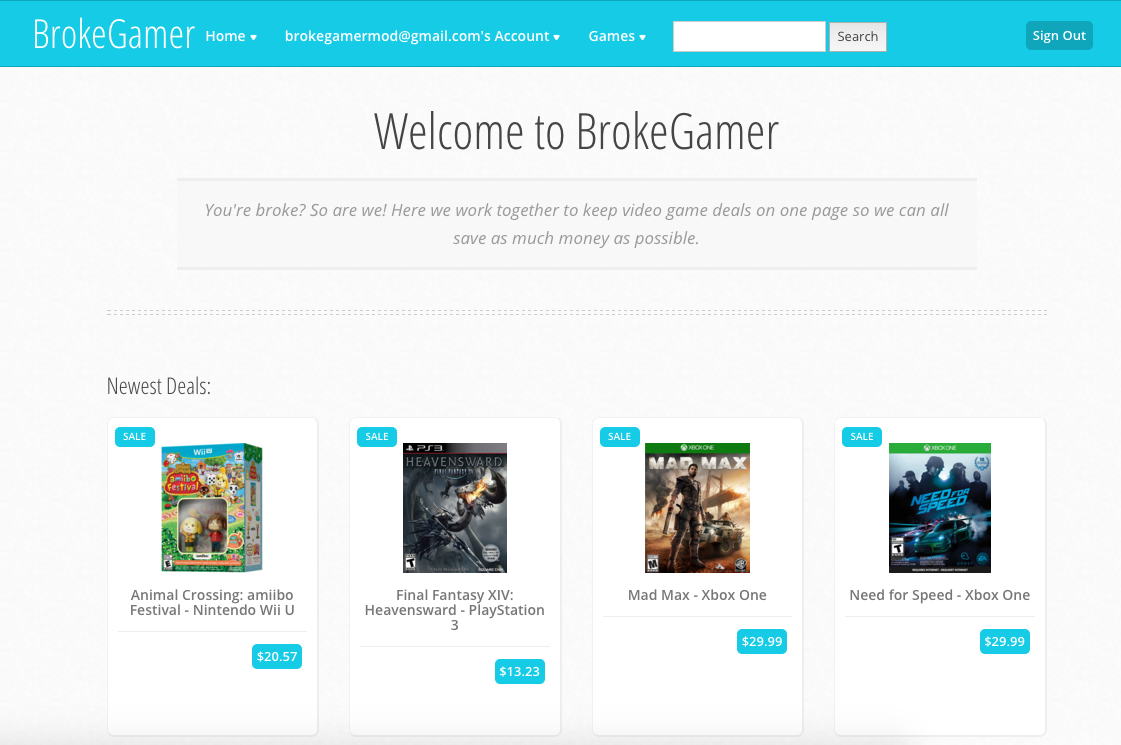 BrokeGamer Home ▾ brokegamermod@gmail.com's Account ▾ Games ▾ Search Sign Out
Welcome to BrokeGamer
You're broke? So are we! Here we work together to keep video game deals on one page so we can all
save as much money as possible.
Newest Deals:
SALE SALE SALE SALE
Wii U
PS3
XBOX ONE
XBOX ONE
HEAVENSWARD
FINAL FANTASY XIV
MAD MAX
amiibo
Festival
NEED FOR
SPEED
Animal Crossing: amiibo
Festival - Nintendo Wii U
$20.57
Final Fantasy XIV:
Heavensward - PlayStation
3
$13.23
Mad Max - Xbox One
$29.99
Need for Speed - Xbox One
$29.99